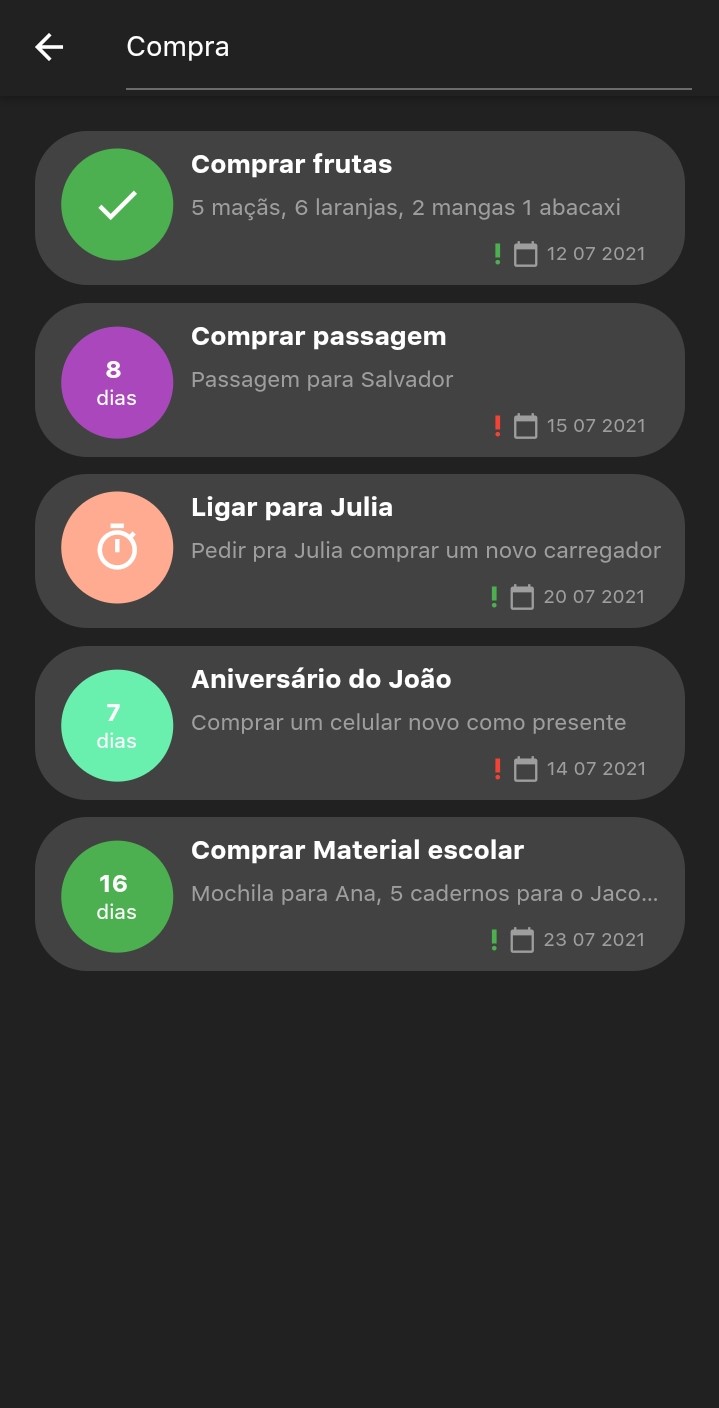 Compra
Comprar frutas
5 maçãs, 6 laranjas, 2 mangas 1 abacaxi
! 12 07 2021
8
dias
Comprar passagem
Passagem para Salvador
! 15 07 2021
Ligar para Julia
Pedir pra Julia comprar um novo carregador
! 20 07 2021
7
dias
Aniversário do João
Comprar um celular novo como presente
! 14 07 2021
16
dias
Comprar Material escolar
Mochila para Ana, 5 cadernos para o Jaco...
! 23 07 2021